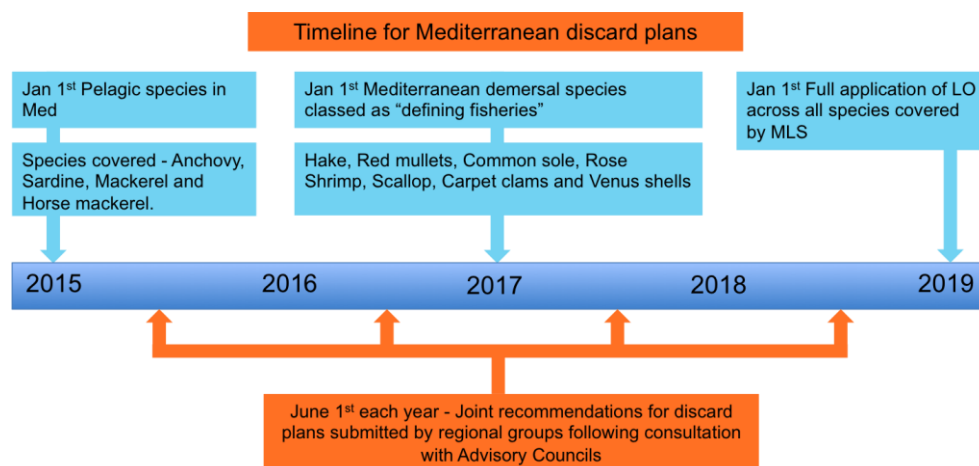 Timeline for Mediterranean discard plans
Jan 1st Pelagic species in
Med
Species covered - Anchovy,
Sardine, Mackerel and
Horse mackerel.
Jan 1st Mediterranean demersal species
classed as “defining fisheries”
Hake, Red mullets, Common sole, Rose
Shrimp, Scallop, Carpet clams and Venus shells
Jan 1st Full application of LO
across all species covered
by MLS
2015 2016 2017 2018 2019
June 1st each year - Joint recommendations for discard
plans submitted by regional groups following consultation
with Advisory Councils